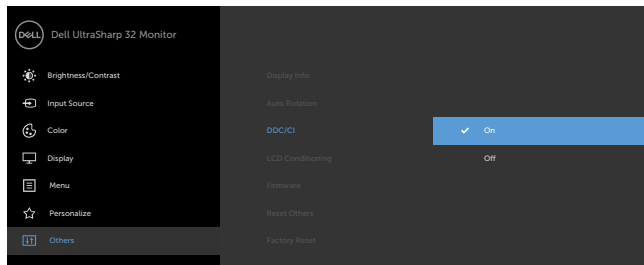 DELL Dell UltraSharp 32 Monitor
Brightness/Contrast
Input Source
Color
Display
Menu
Personalize
Others
Display Info
Auto Rotation
DDC/CI
LCD Conditioning
Firmware
Reset Others
Factory Reset
On
Off